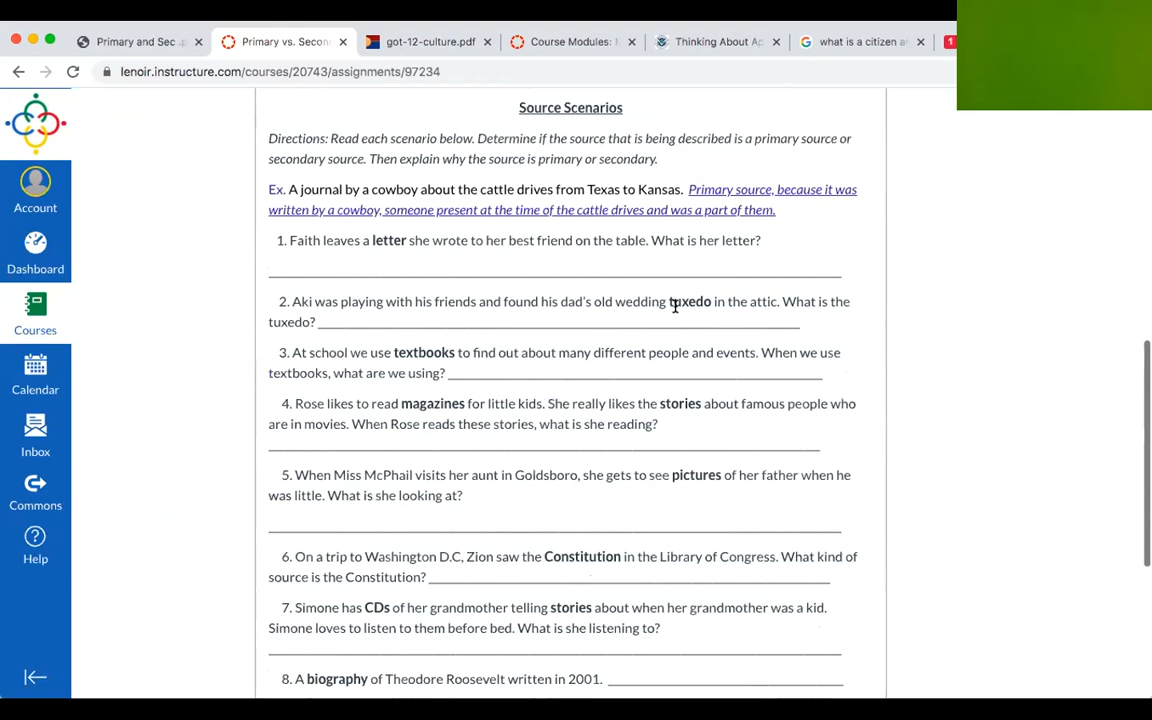 Primary and Sec .p
Primary vs. Secon
got-12-culture.pdf
Course Modules: M
Thinking About Ap
what is a citizen a
1
lenoir.instructure.com/courses/20743/assignments/97234
Account
Dashboard
Courses
Calendar
Inbox
Commons
Help
Source Scenarios
Directions: Read each scenario below. Determine if the source that is being described is a primary source or
secondary source. Then explain why the source is primary or secondary.
Ex. A journal by a cowboy about the cattle drives from Texas to Kansas. Primary source, because it was
written by a cowboy, someone present at the time of the cattle drives and was a part of them.
1. Faith leaves a letter she wrote to her best friend on the table. What is her letter?
2. Aki was playing with his friends and found his dad's old wedding tuxedo in the attic. What is the
tuxedo?
3. At school we use textbooks to find out about many different people and events. When we use
textbooks, what are we using?
4. Rose likes to read magazines for little kids. She really likes the stories about famous people who
are in movies. When Rose reads these stories, what is she reading?
5. When Miss McPhail visits her aunt in Goldsboro, she gets to see pictures of her father when he
was little. What is she looking at?
6. On a trip to Washington D.C, Zion saw the Constitution in the Library of Congress. What kind of
source is the Constitution?
7. Simone has CDs of her grandmother telling stories about when her grandmother was a kid.
Simone loves to listen to them before bed. What is she listening to?
8. A biography of Theodore Roosevelt written in 2001.